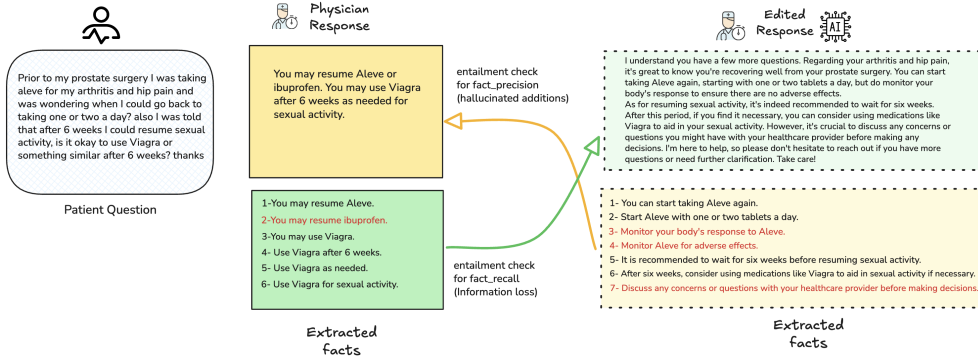 Physician
Response
Edited
Response
AI
Prior to my prostate surgery I was taking
aleve for my arthritis and hip pain and
was wondering when I could go back to
taking one or two a day? also I was told
that after 6 weeks I could resume sexual
activity, is it okay to use Viagra or
something similar after 6 weeks? thanks
Patient Question
You may resume Aleve or
ibuprofen. You may use Viagra
after 6 weeks as needed for
sexual activity.
entailment check
for fact_precision
(hallucinated additions)
I understand you have a few more questions. Regarding your arthritis and hip pain,
it's great to know you're recovering well from your prostate surgery. You can start
taking Aleve again, starting with one or two tablets a day, but do monitor your
body's response to ensure there are no adverse effects.
As for resuming sexual activity, it's indeed recommended to wait for six weeks.
After this period, if you find it necessary, you can consider using medications like
Viagra to aid in your sexual activity. However, it's crucial to discuss any concerns or
questions you might have with your healthcare provider before making any
decisions. I'm here to help, so please don't hesitate to reach out if you have more
questions or need further clarification. Take care!
1-You may resume Aleve.
2-You may resume ibuprofen.
3-You may use Viagra.
4- Use Viagra after 6 weeks.
5- Use Viagra as needed.
6- Use Viagra for sexual activity.
Extracted
facts
entailment check
for fact_recall
(Information loss)
1- You can start taking Aleve again.
2- Start Aleve with one or two tablets a day.
3- Monitor your body's response to Aleve.
4- Monitor Aleve for adverse effects.
5- It is recommended to wait for six weeks before resuming sexual activity.
6- After six weeks, consider using medications like Viagra to aid in sexual activity if necessary.
7- Discuss any concerns or questions with your healthcare provider before making decisions.
Extracted
facts